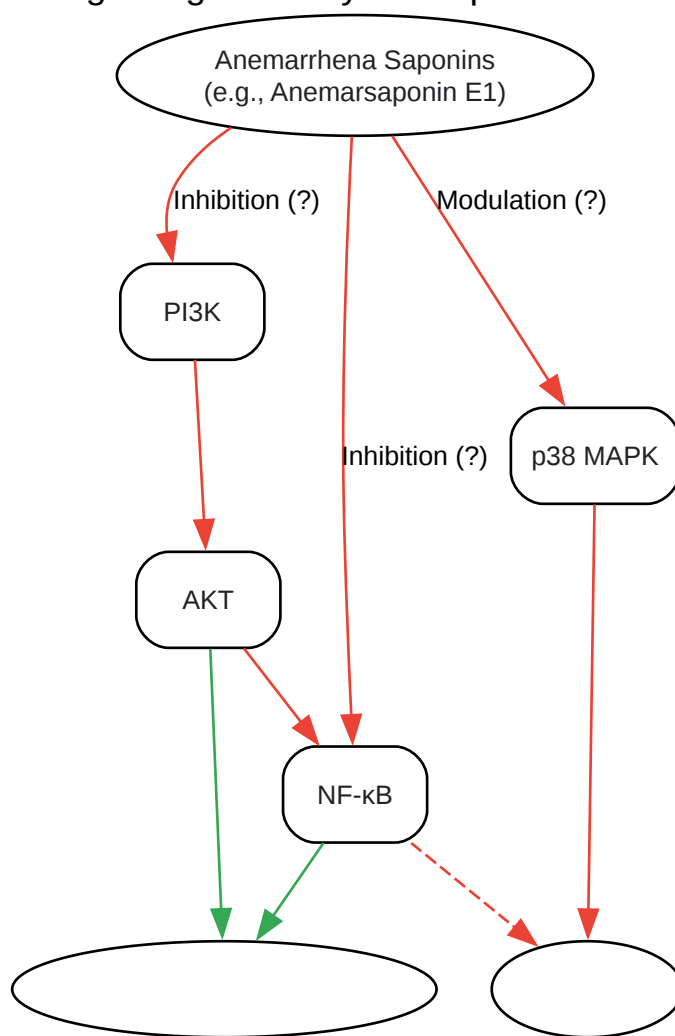 Anemarrhena Saponins
(e.g., Anemarsaponin E1)
Inhibition (?)
Modulation (?)
PI3K
Inhibition (?)
p38 MAPK
AKT
NF-κB